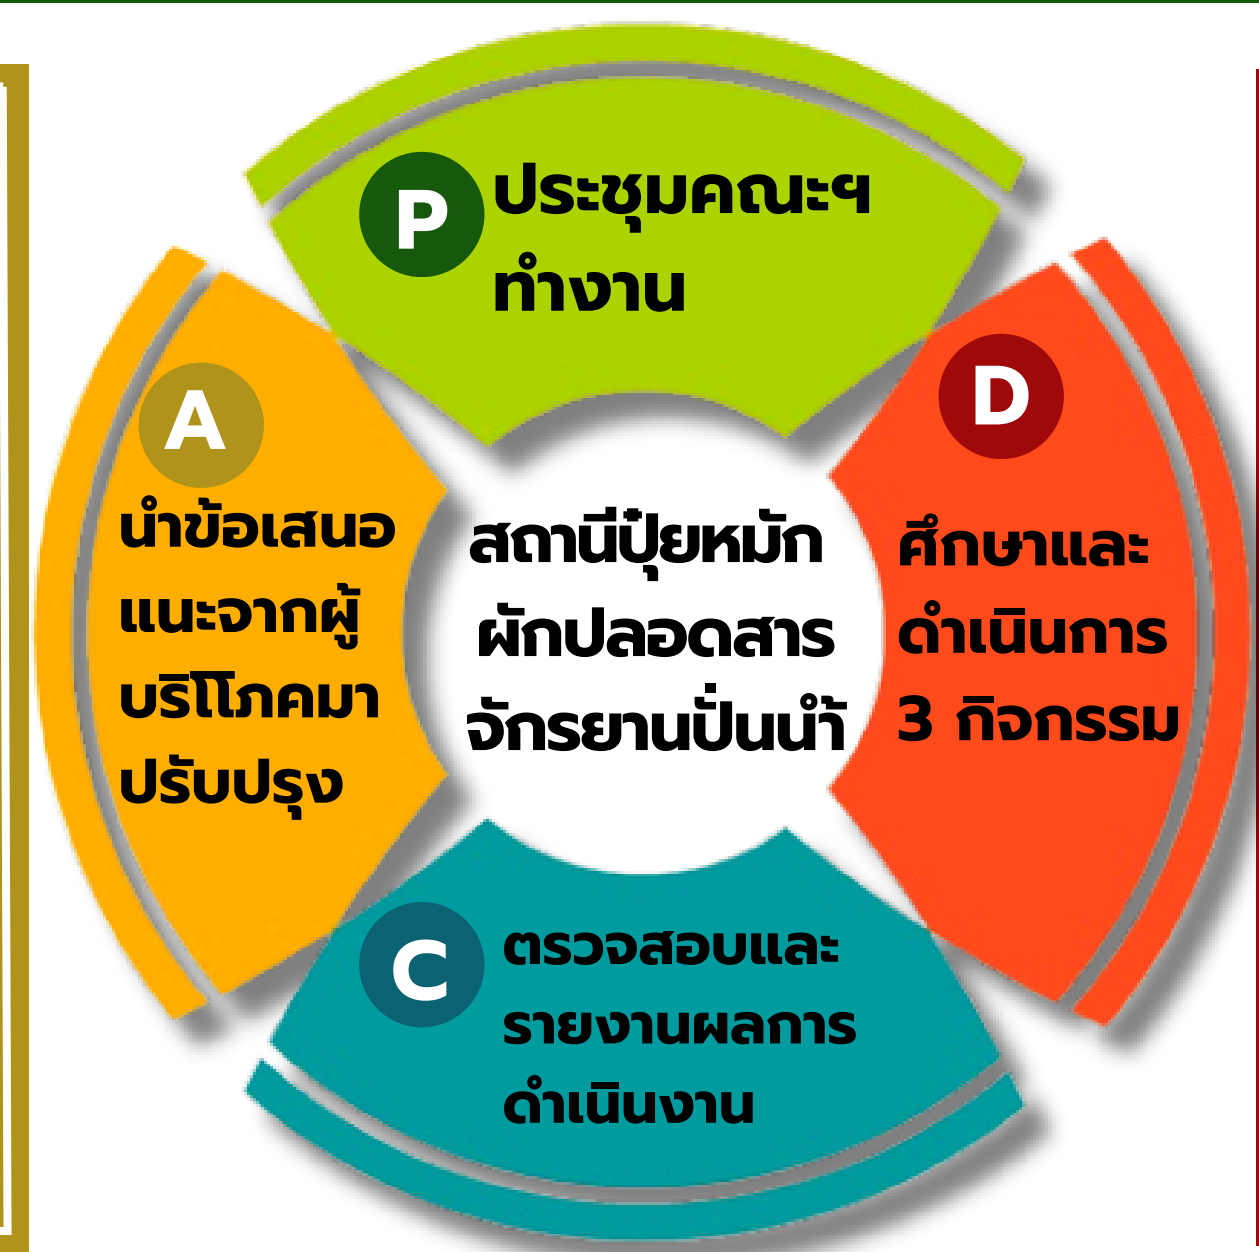 P
ประชุมคณะฯ
ทำงาน
D
ศึกษาและ
ดำเนินการ
3 กิจกรรม
C
ตรวจสอบและ
รายงานผลการ
ดำเนินงาน
A
นำข้อเสนอ
แนะจากผู้
บริโโภคมา
ปรับปรุง
สถานีปุ๋ยหมัก
ผักปลอดสาร
จักรยานปั่นน้ำ